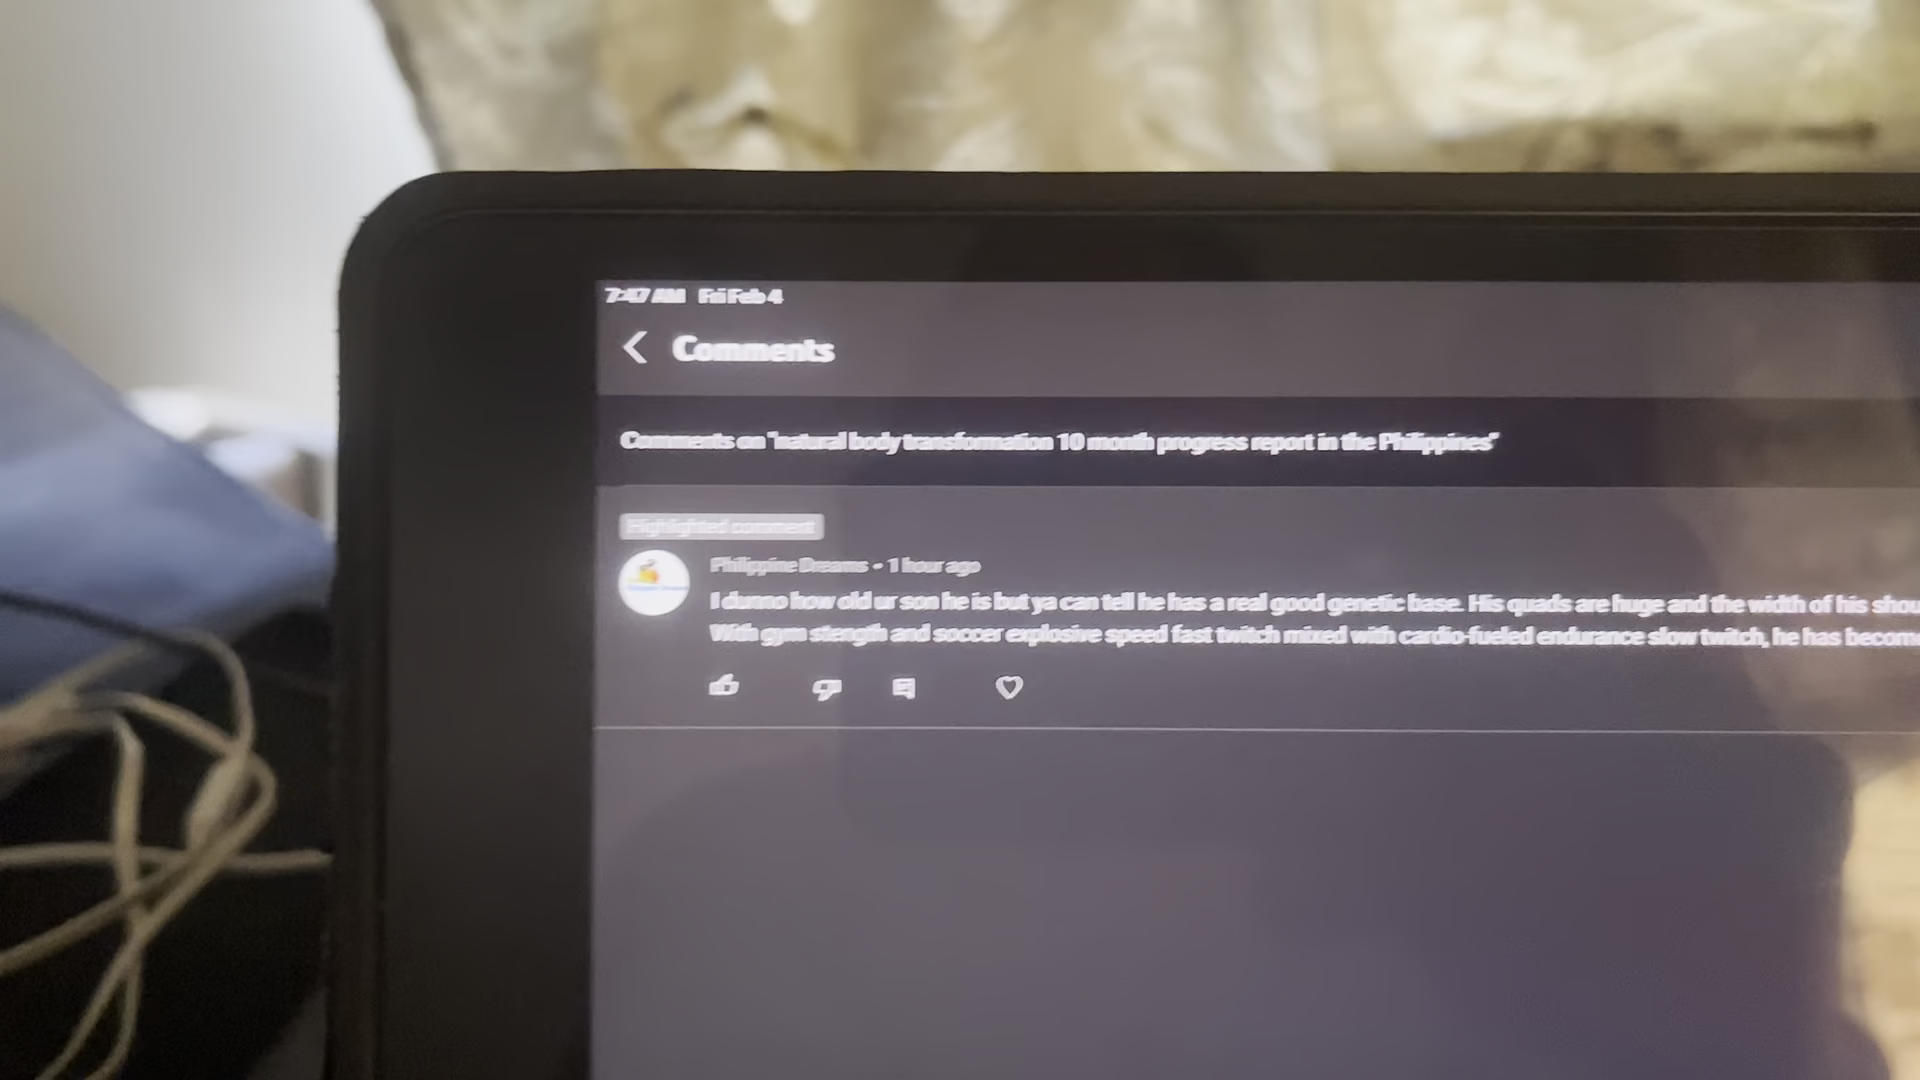 7:47 AM Fri Feb 4
Comments
Comments on "natural body transformation 10 month progress report in the Philippines"
Highlighted comment
Philippine Dreams • 1 hour ago
I dunno how old ur son he is but ya can tell he has a real good genetic base. His quads are huge and the width of his shou
With gym stength and soccer explosive speed fast twitch mixed with cardio-fueled endurance slow twitch, he has become